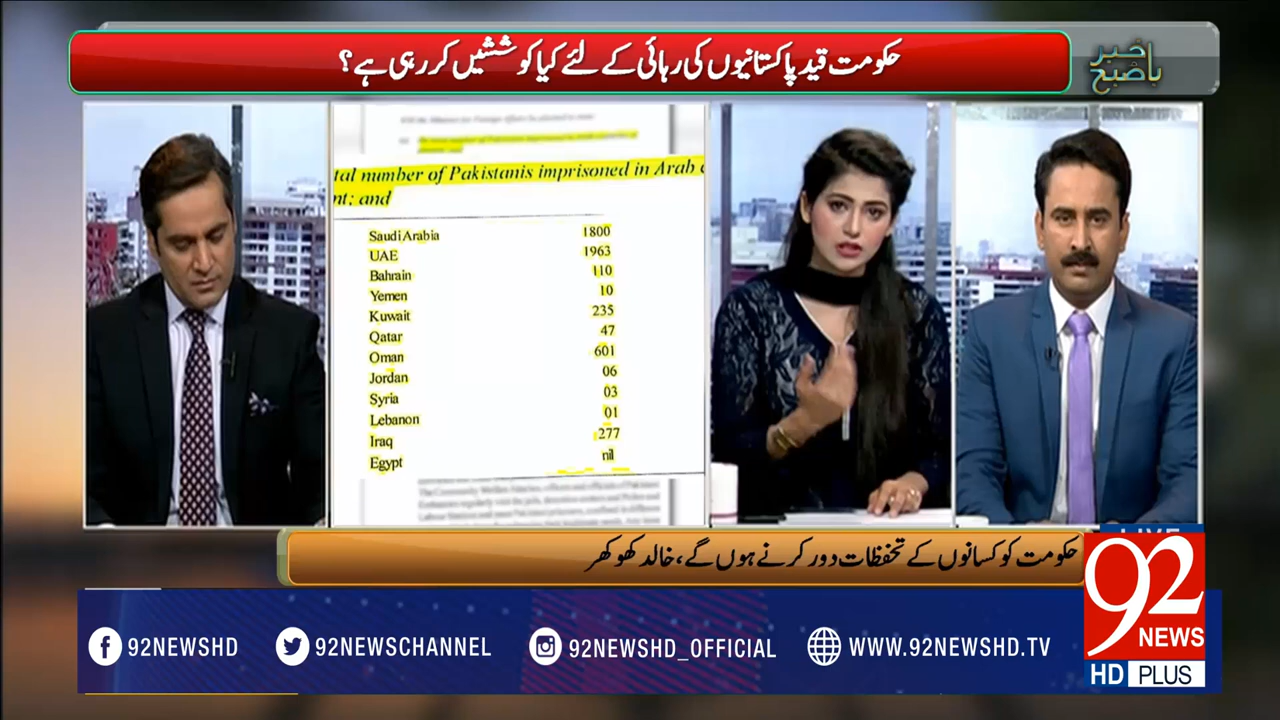 حکومت قید پاکستانیوں کی رہائی کے لئے کیا کوششیں کر رہی ہے؟
باخبر صبح
tal number of Pakistanis imprisoned in Arab
nt; and
Saudi Arabia 1800
UAE 1963
Bahrain 110
Yemen 10
Kuwait 235
Qatar 47
Oman 601
Jordan 06
Syria 03
Lebanon 01
Iraq 277
Egypt nil
حکومت کو کسانوں کے تحفظات دور کرنے ہوں گے، خالد کھوکھر
LIVE
92
NEWS
HD PLUS
92NEWSHD
92NEWSCHANNEL
92NEWSHD_OFFICIAL
WWW.92NEWSHD.TV